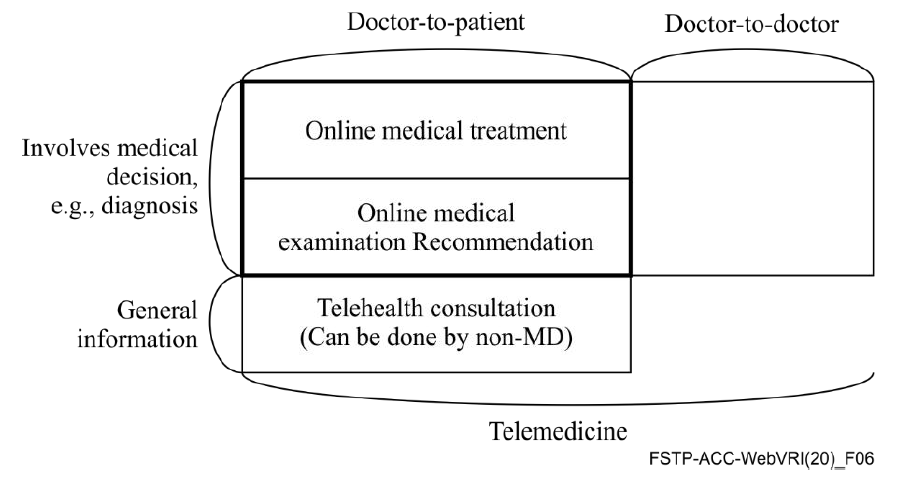 Doctor-to-patient
Doctor-to-doctor
Involves medical
decision,
e.g., diagnosis
Online medical treatment
Online medical
examination Recommendation
General
information
Telehealth consultation
(Can be done by non-MD)
Telemedicine
FSTP-ACC-WebVRI(20)_F06